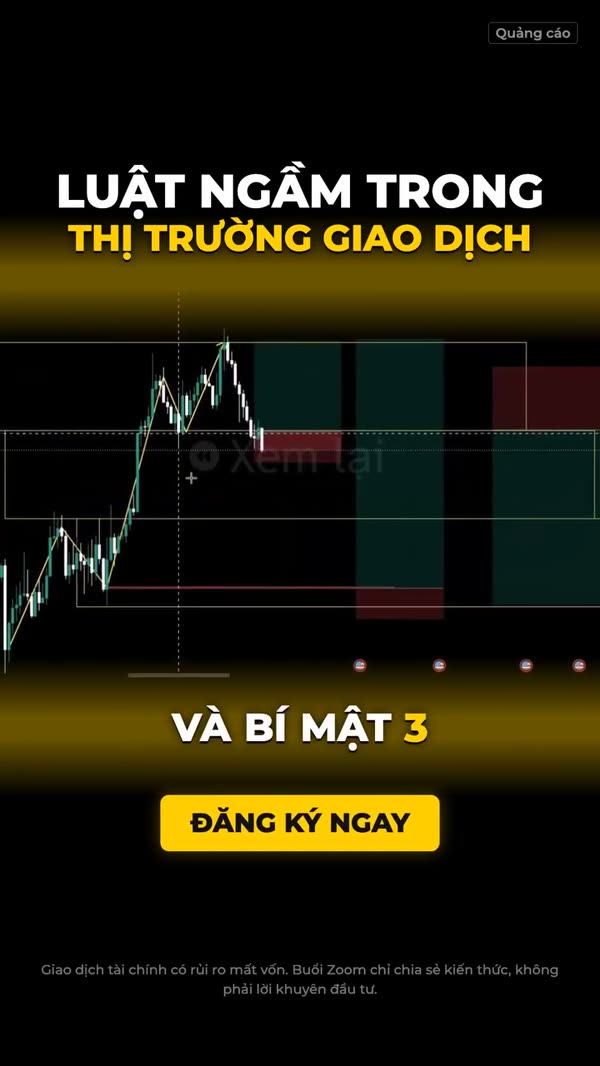 Quảng cáo
LUẬT NGẦM TRONG
THỊ TRƯỜNG GIAO DỊCH
Xem lại
VÀ BÍ MẬT 3
ĐĂNG KÝ NGAY
Giao dịch tài chính có rủi ro mất vốn. Buổi Zoom chỉ chia sẻ kiến thức, không
phải lời khuyên đầu tư.